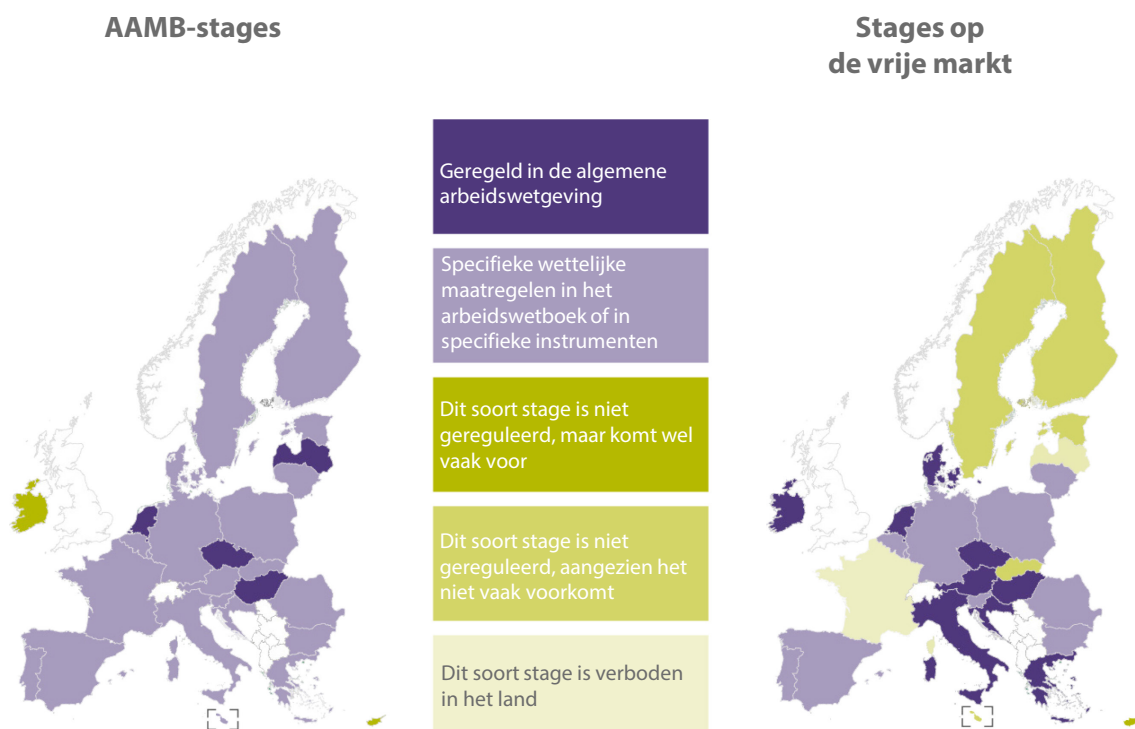 AAMB-stages
Stages op
de vrije markt
Geregeld in de algemene
arbeidswetgeving
Specifieke wettelijke
maatregelen in het
arbeidswetboek of in
specifieke instrumenten
Dit soort stage is niet
gereguleerd, maar komt wel
vaak voor
Dit soort stage is niet
gereguleerd, aangezien het
niet vaak voorkomt
Dit soort stage is verboden
in het land